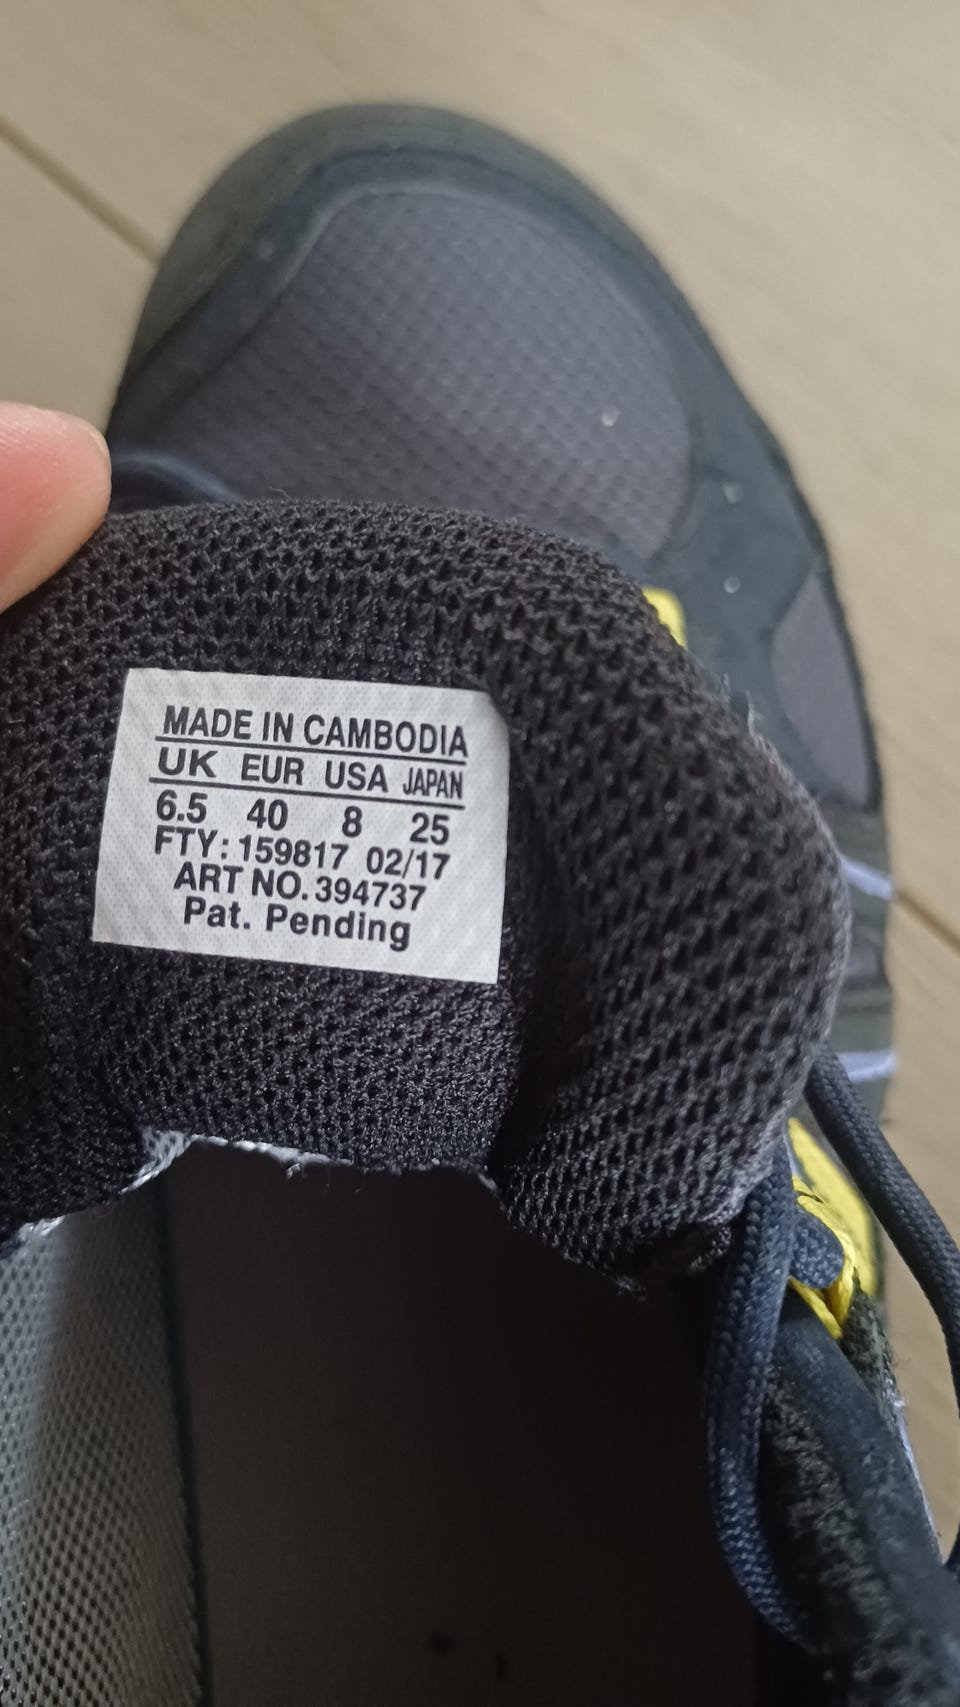 MADE IN CAMBODIA
UK EUR USA JAPAN
6.5 40 8 25
FTY: 159817 02/17
ART NO. 394737
Pat. Pending